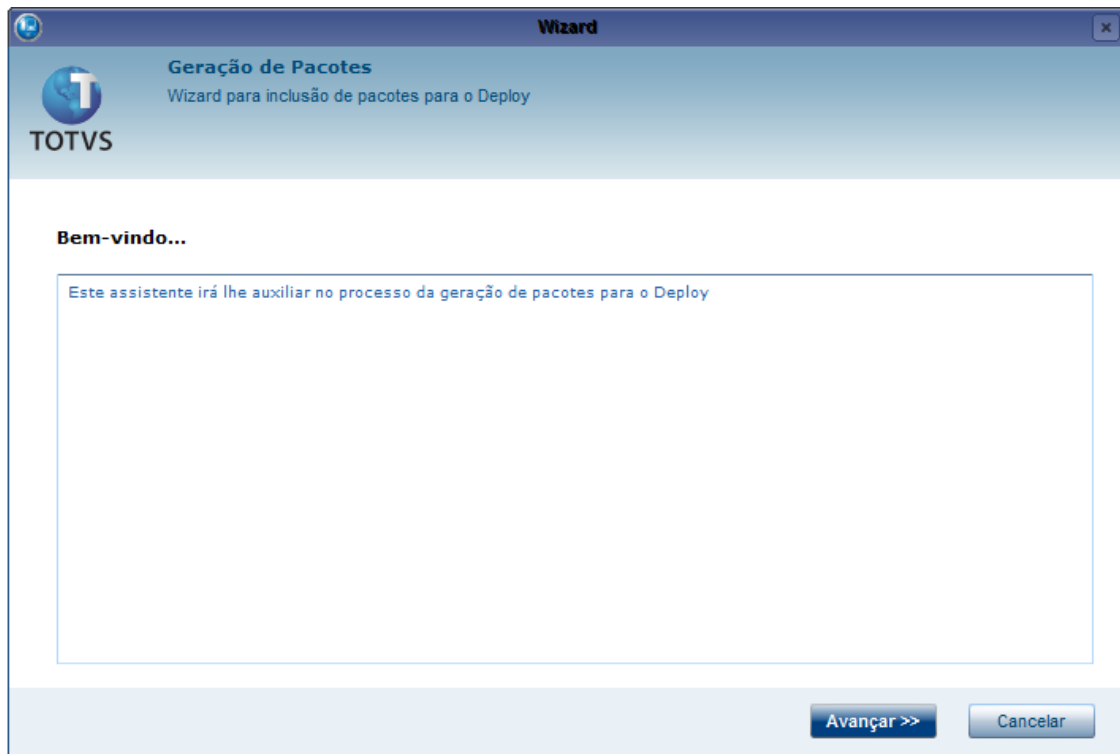 Wizard
Geração de Pacotes
Wizard para inclusão de pacotes para o Deploy
T
TOTVS
Bem-vindo...
Este assistente irá lhe auxiliar no processo da geração de pacotes para o Deploy
Avançar >>
Cancelar